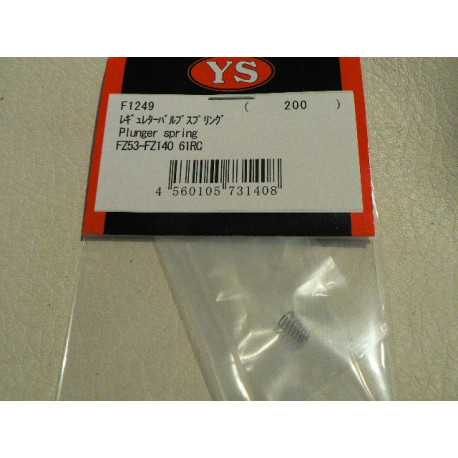 YS
F1249 ( 200 )
ﾚｷﾞｭﾚﾀｰﾊﾞﾙﾌﾞｽﾌﾟﾘﾝｸﾞ
Plunger spring
FZ53-FZ140 61RC
4 560105 731408